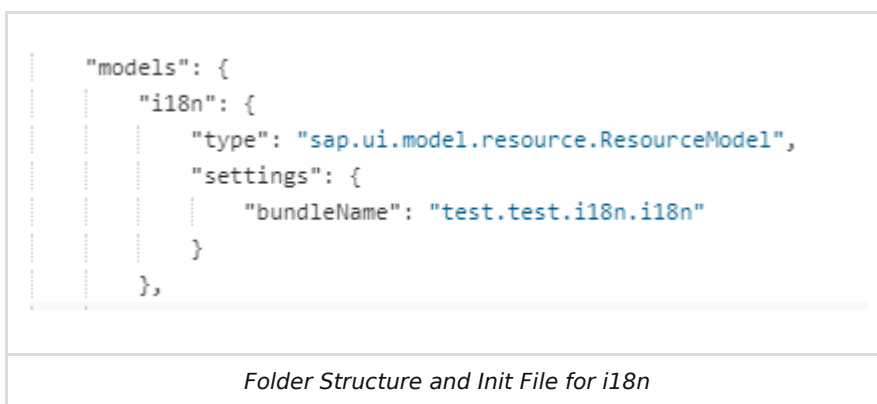 "models": {
"i18n": {
"type": "sap.ui.model.resource.ResourceModel",
"settings": {
"bundleName": "test.test.i18n.i18n"
}
},
Folder Structure and Init File for i18n